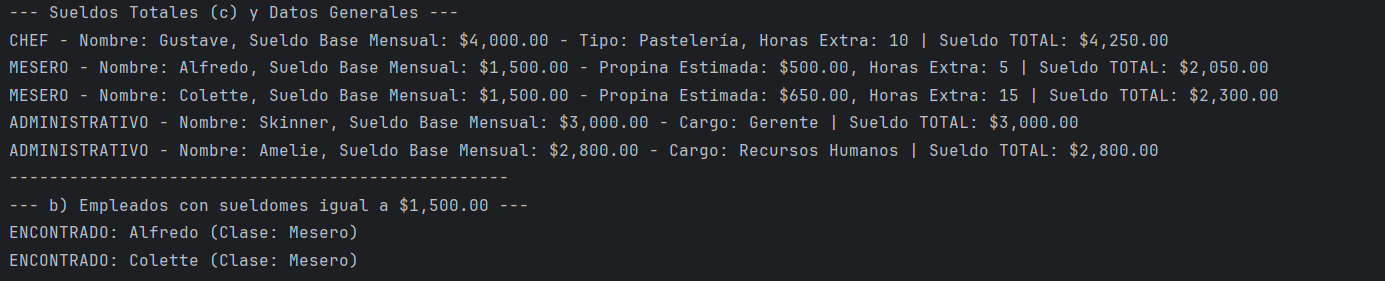 --- Sueldos Totales (c) y Datos Generales ---
CHEF - Nombre: Gustave, Sueldo Base Mensual: $4,000.00 - Tipo: Pastelería, Horas Extra: 10 | Sueldo TOTAL: $4,250.00
MESERO - Nombre: Alfredo, Sueldo Base Mensual: $1,500.00 - Propina Estimada: $500.00, Horas Extra: 5 | Sueldo TOTAL: $2,050.00
MESERO - Nombre: Colette, Sueldo Base Mensual: $1,500.00 - Propina Estimada: $650.00, Horas Extra: 15 | Sueldo TOTAL: $2,300.00
ADMINISTRATIVO - Nombre: Skinner, Sueldo Base Mensual: $3,000.00 - Cargo: Gerente | Sueldo TOTAL: $3,000.00
ADMINISTRATIVO - Nombre: Amelie, Sueldo Base Mensual: $2,800.00 - Cargo: Recursos Humanos | Sueldo TOTAL: $2,800.00
--------------------------------------------------
--- b) Empleados con sueldomes igual a $1,500.00 ---
ENCONTRADO: Alfredo (Clase: Mesero)
ENCONTRADO: Colette (Clase: Mesero)